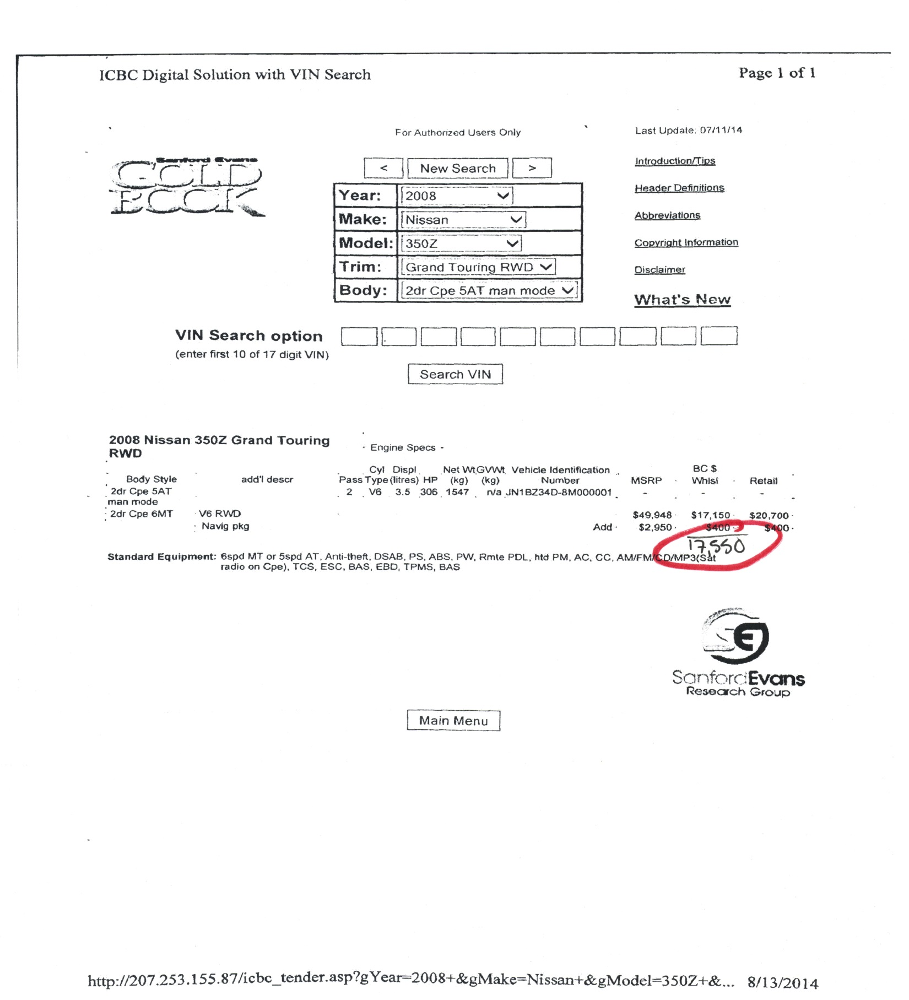 ICBC Digital Solution with VIN Search Page 1 of 1
For Authorized Users Only
Last Update: 07/11/14
Sanford Evans
GOLD
BOOK
< New Search >
Introduction/Tips
Year: 2008
Header Definitions
Make: Nissan
Abbreviations
Model: 350Z
Copyright Information
Trim: Grand Touring RWD
Disclaimer
Body: 2dr Cpe 5AT man mode
What's New
VIN Search option
(enter first 10 of 17 digit VIN)
Search VIN
2008 Nissan 350Z Grand Touring
RWD
- Engine Specs -
Cyl Displ Net Wt GVWt Vehicle Identification BC $
Body Style add'l descr Pass Type (litres) HP (kg) (kg) Number MSRP Whlsl Retail
2dr Cpe 5AT 2 V6 3.5 306 1547 n/a JN1BZ34D-8M000001 - - -
man mode
2dr Cpe 6MT V6 RWD $49,948 $17,150 $20,700
Navig pkg Add $2,950 $400 $400
17,550
Standard Equipment: 6spd MT or 5spd AT, Anti-theft, DSAB, PS, ABS, PW, Rmte PDL, htd PM, AC, CC, AM/FM/CD/MP3(Sat
radio on Cpe), TCS, ESC, BAS, EBD, TPMS, BAS
SE
SanfordEvans
Research Group
Main Menu
http://207.253.155.87/icbc_tender.asp?gYear=2008+&gMake=Nissan+&gModel=350Z+&... 8/13/2014